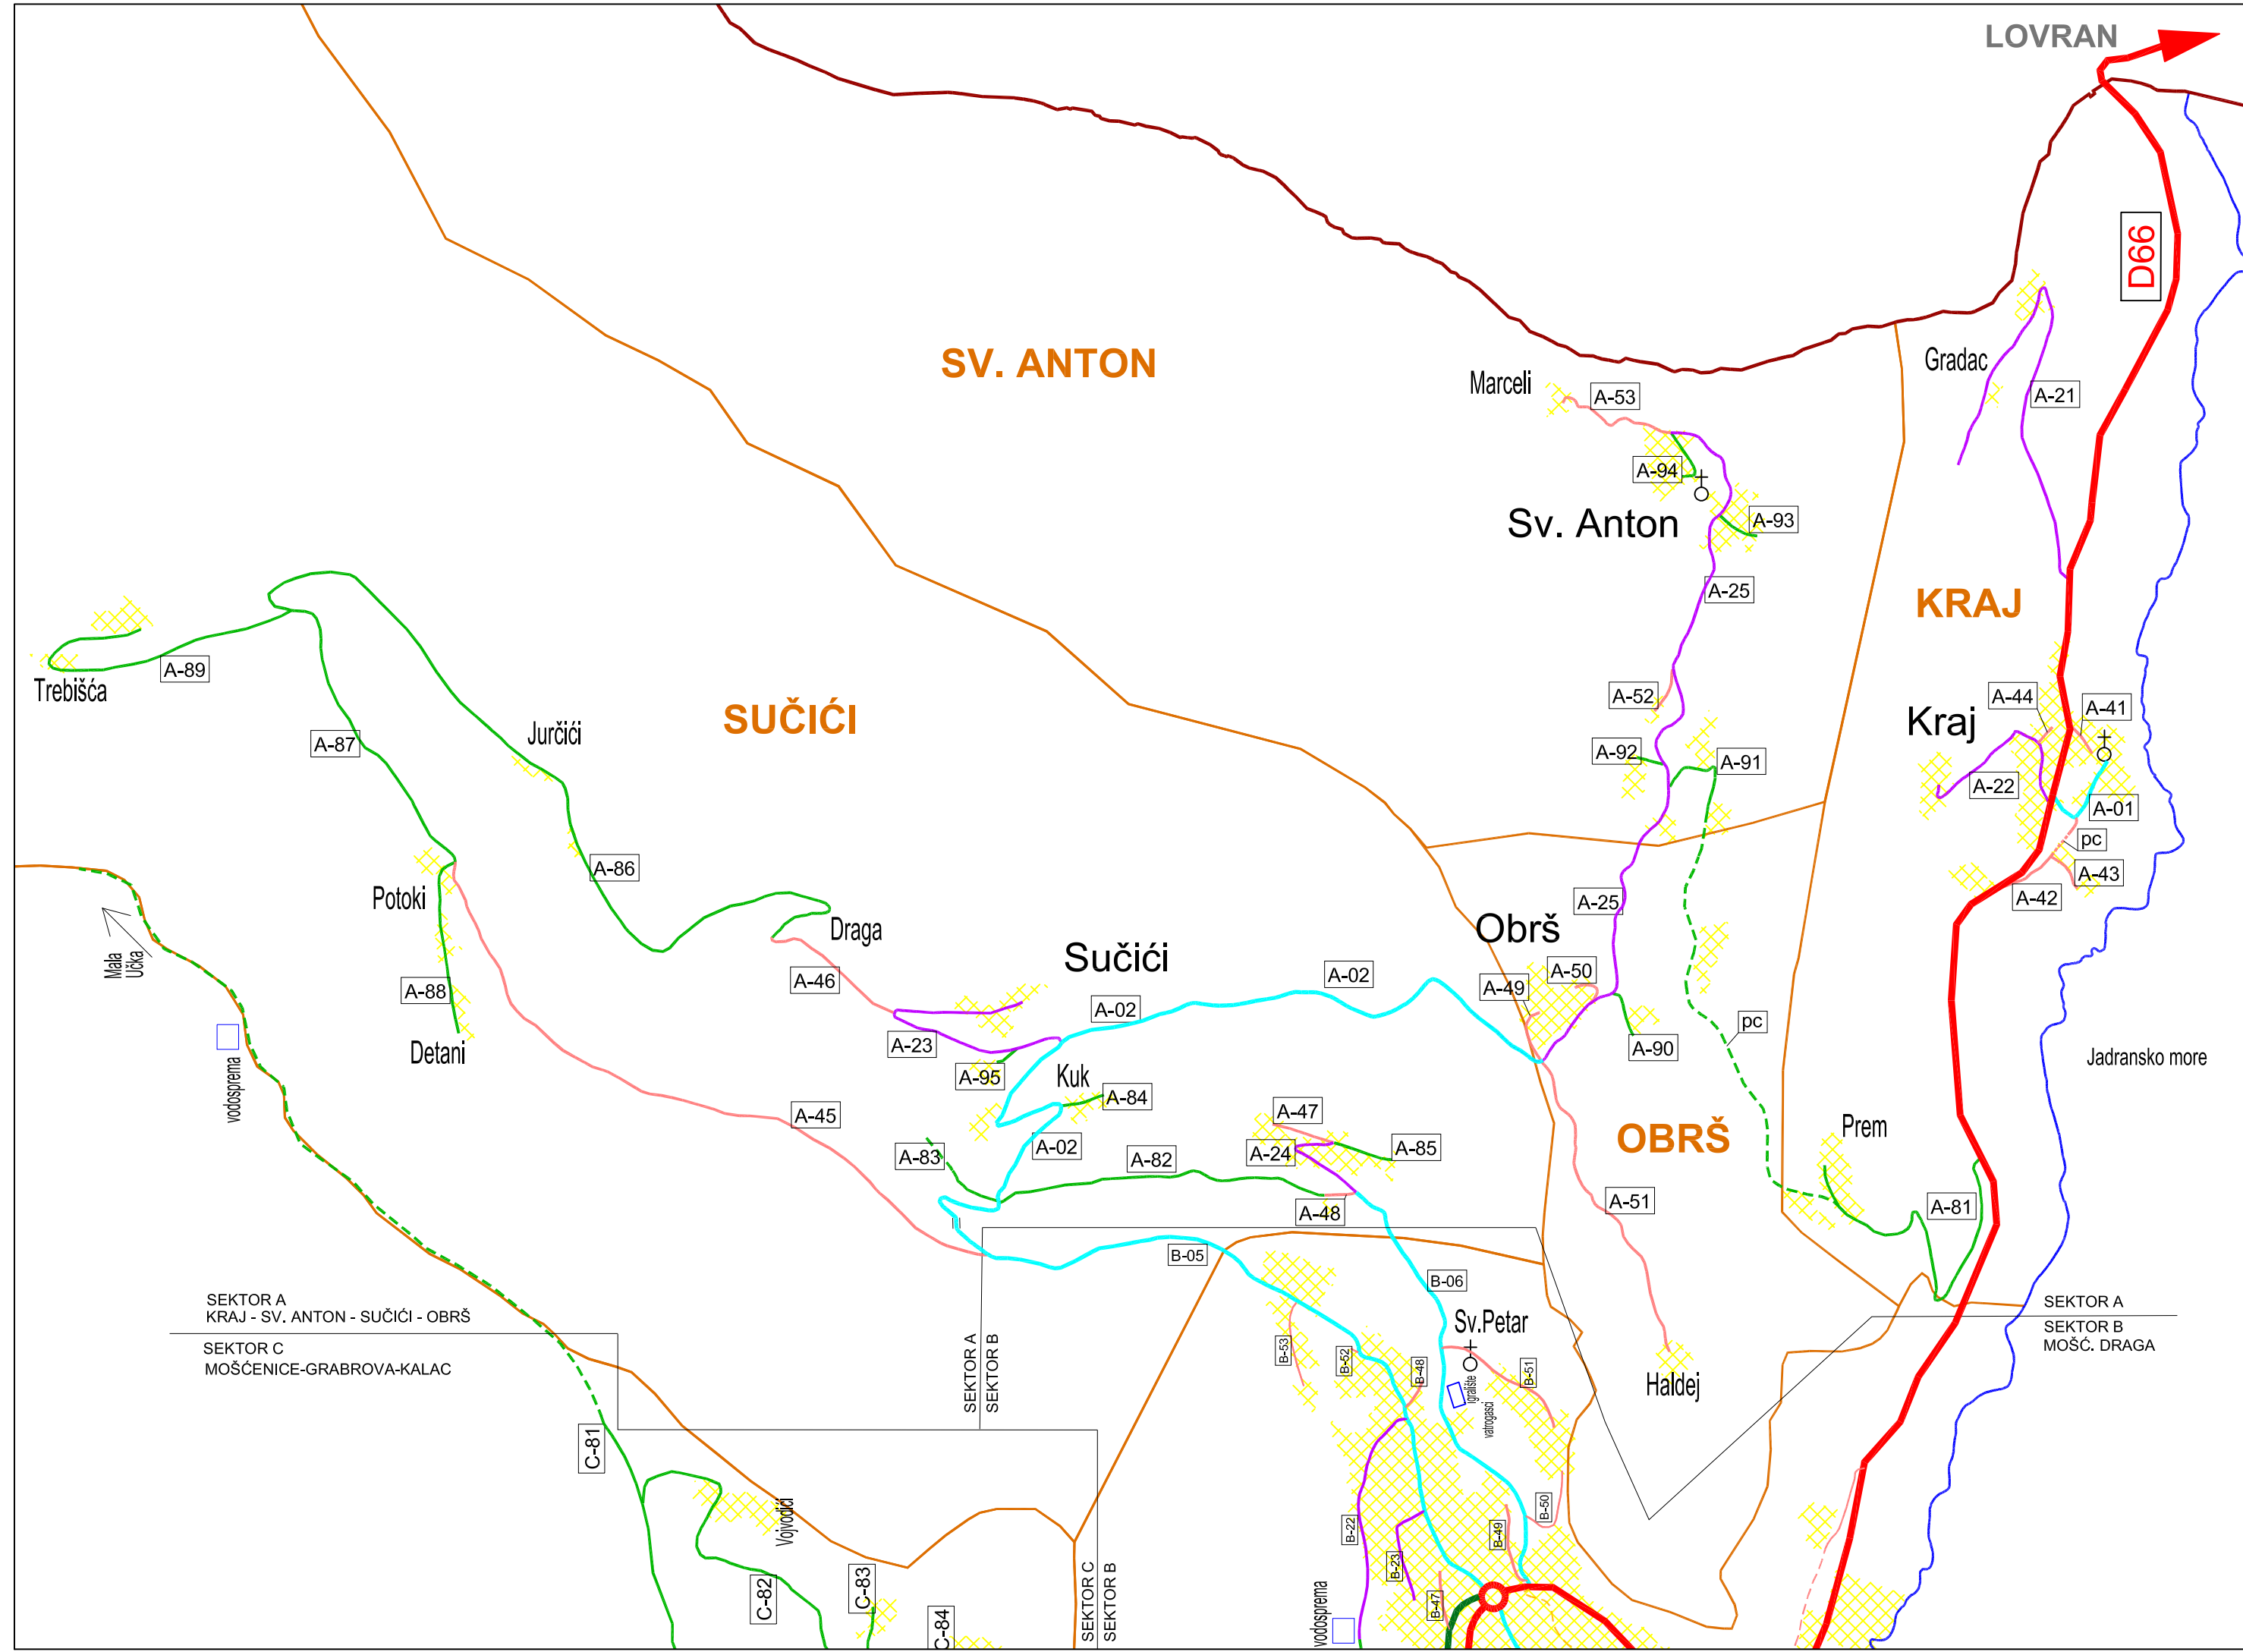 LOVRAN
D66
SV. ANTON
Marceli
A-53
Gradac
A-21
A-94
Sv. Anton
A-93
A-25
KRAJ
Trebišća
A-89
A-52
A-44
A-41
Kraj
SUČIĆI
Jurčići
A-87
A-92
A-91
A-22
A-01
pc
A-86
A-43
A-42
Potoki
A-25
Draga
Obrš
Sučići
Mala
Učka
A-88
A-46
A-02
A-02
A-49
A-50
pc
Detani
A-23
A-90
Jadransko more
vodosprema
A-95
Kuk
A-84
A-45
A-47
Prem
OBRŠ
A-83
A-02
A-82
A-24
A-85
A-51
A-81
A-48
B-05
B-06
SEKTOR A
KRAJ - SV. ANTON - SUČIĆI - OBRŠ
SEKTOR C
MOŠĆENICE-GRABROVA-KALAC
SEKTOR A
SEKTOR B
SEKTOR A
SEKTOR B
MOŠĆ. DRAGA
Sv.Petar
B-53
B-52
B-48
B-51
igralište
vatrogasci
Haldej
C-81
Vojvodići
B-22
B-23
B-49
B-50
B-47
C-82
C-83
C-84
SEKTOR C
SEKTOR B
vodosprema